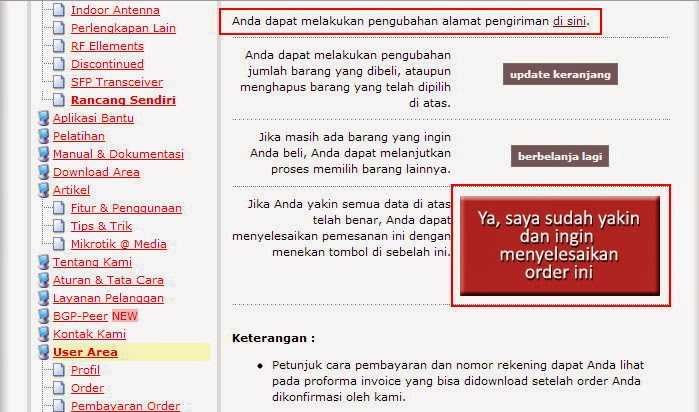 Indoor Antenna
Perlengkapan Lain
RF Ellements
Discontinued
SFP Transceiver
Rancang Sendiri
Aplikasi Bantu
Pelatihan
Manual & Dokumentasi
Download Area
Artikel
Fitur & Penggunaan
Tips & Trik
Mikrotik @ Media
Tentang Kami
Aturan & Tata Cara
Layanan Pelanggan
BGP-Peer NEW
Kontak Kami
User Area
Profil
Order
Pembayaran Order
Anda dapat melakukan pengubahan alamat pengiriman di sini.
Anda dapat melakukan pengubahan
jumlah barang yang dibeli, ataupun
menghapus barang yang telah dipilih
di atas.
update keranjang
Jika masih ada barang yang ingin
Anda beli, Anda dapat melanjutkan
proses memilih barang lainnya.
berbelanja lagi
Jika Anda yakin semua data di atas
telah benar, Anda dapat
menyelesaikan pemesanan ini dengan
menekan tombol di sebelah ini.
Ya, saya sudah yakin
dan ingin
menyelesaikan
order ini
Keterangan :
Petunjuk cara pembayaran dan nomor rekening dapat Anda lihat
pada proforma invoice yang bisa didownload setelah order Anda
dikonfirmasi oleh kami.